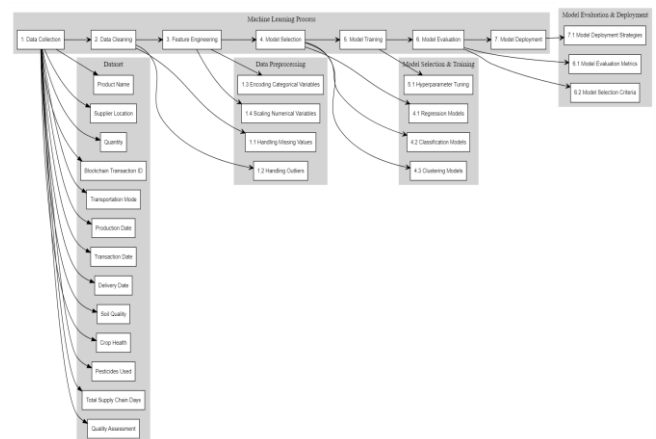 Machine Learning Process
Model Evaluation & Deployment
1. Data Collection
2. Data Cleaning
3. Feature Engineering
4. Model Selection
5. Model Training
6. Model Evaluation
7. Model Deployment
7.1 Model Deployment Strategies
6.1 Model Evaluation Metrics
6.2 Model Selection Criteria
Dataset
Product Name
Supplier Location
Quantity
Blockchain Transaction ID
Transportation Mode
Production Date
Transaction Date
Delivery Date
Soil Quality
Crop Health
Pesticides Used
Total Supply Chain Days
Quality Assessment
Data Preprocessing
1.3 Encoding Categorical Variables
1.4 Scaling Numerical Variables
1.1 Handling Missing Values
1.2 Handling Outliers
Model Selection & Training
5.1 Hyperparameter Tuning
4.1 Regression Models
4.2 Classification Models
4.3 Clustering Models